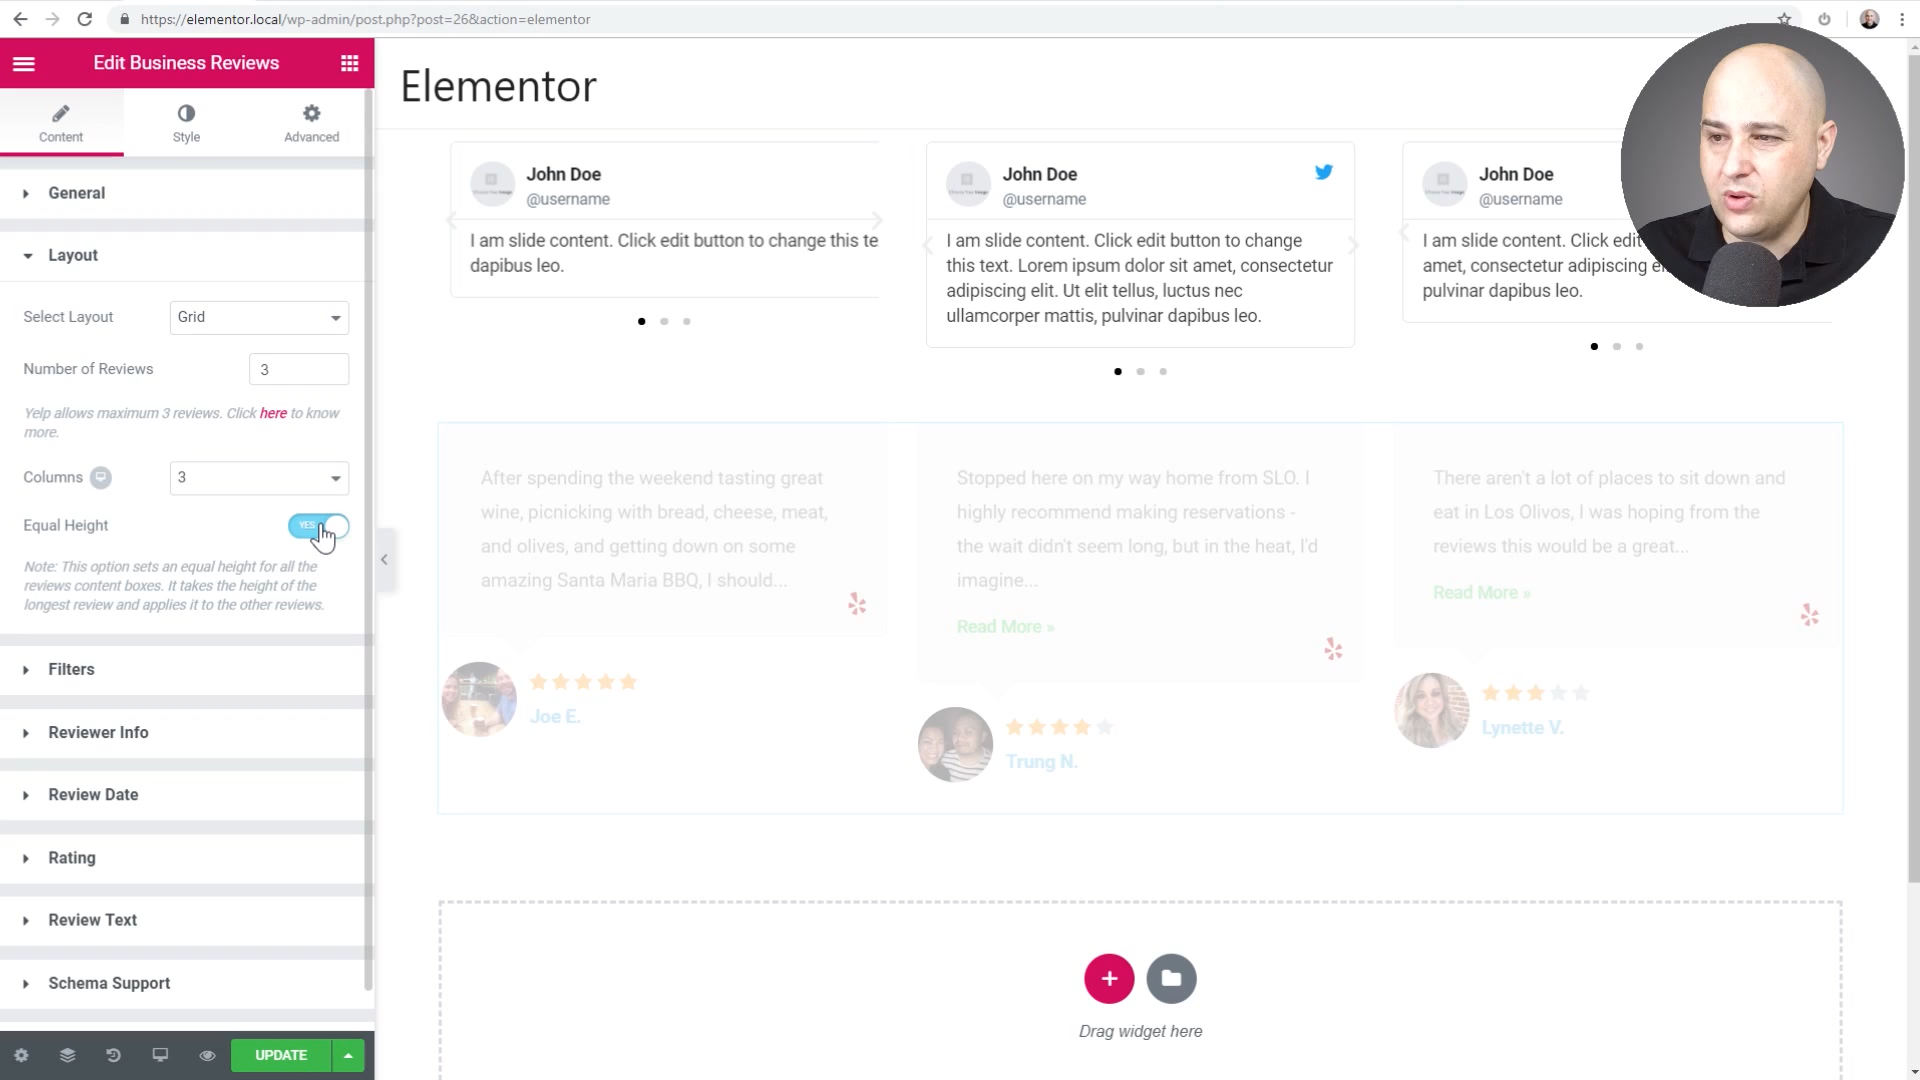 https://elementor.local/wp-admin/post.php?post=26&action=elementor
Edit Business Reviews
Content
Style
Advanced
General
Layout
Select Layout
Grid
Number of Reviews
3
Yelp allows maximum 3 reviews. Click here to know
more.
Columns
3
Equal Height
YES
Note: This option sets an equal height for all the
reviews content boxes. It takes the height of the
longest review and applies it to the other reviews.
Filters
Reviewer Info
Review Date
Rating
Review Text
Schema Support
UPDATE
Elementor
John Doe
@username
I am slide content. Click edit button to change this te
dapibus leo.
John Doe
@username
I am slide content. Click edit button to change
this text. Lorem ipsum dolor sit amet, consectetur
adipiscing elit. Ut elit tellus, luctus nec
ullamcorper mattis, pulvinar dapibus leo.
John Doe
@username
I am slide content. Click edit
amet, consectetur adipiscing
pulvinar dapibus leo.
After spending the weekend tasting great
wine, picnicking with bread, cheese, meat,
and olives, and getting down on some
amazing Santa Maria BBQ, I should...
Joe E.
Stopped here on my way home from SLO. I
highly recommend making reservations -
the wait didn't seem long, but in the heat, I'd
imagine...
Read More »
Trung N.
There aren't a lot of places to sit down and
eat in Los Olivos, I was hoping from the
reviews this would be a great...
Read More »
Lynette V.
Drag widget here